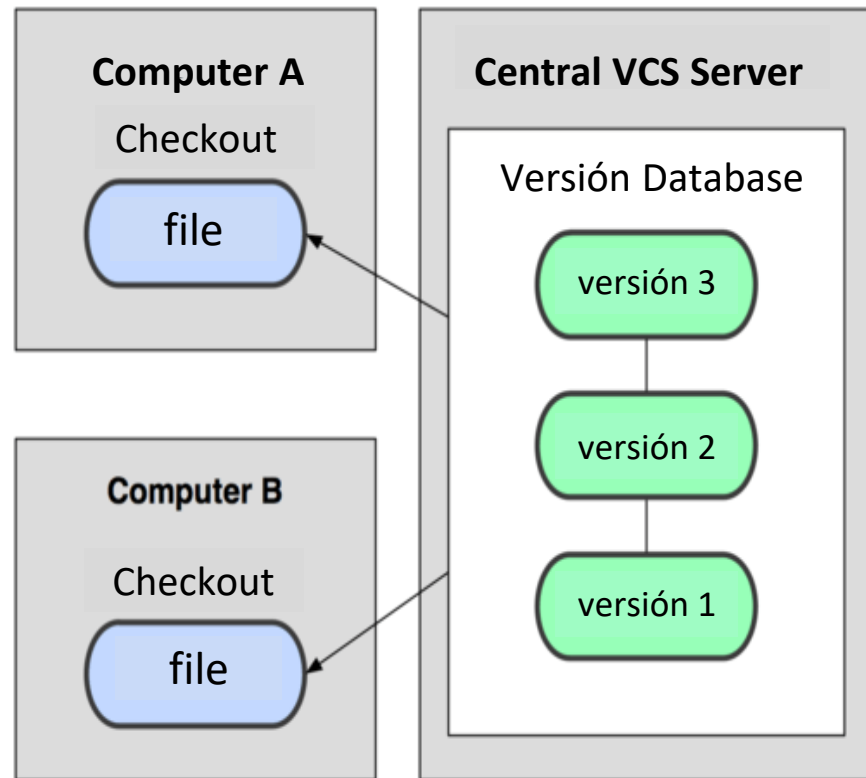 Computer A
Checkout
file
Computer B
Checkout
file
Central VCS Server
Versión Database
versión 3
versión 2
versión 1